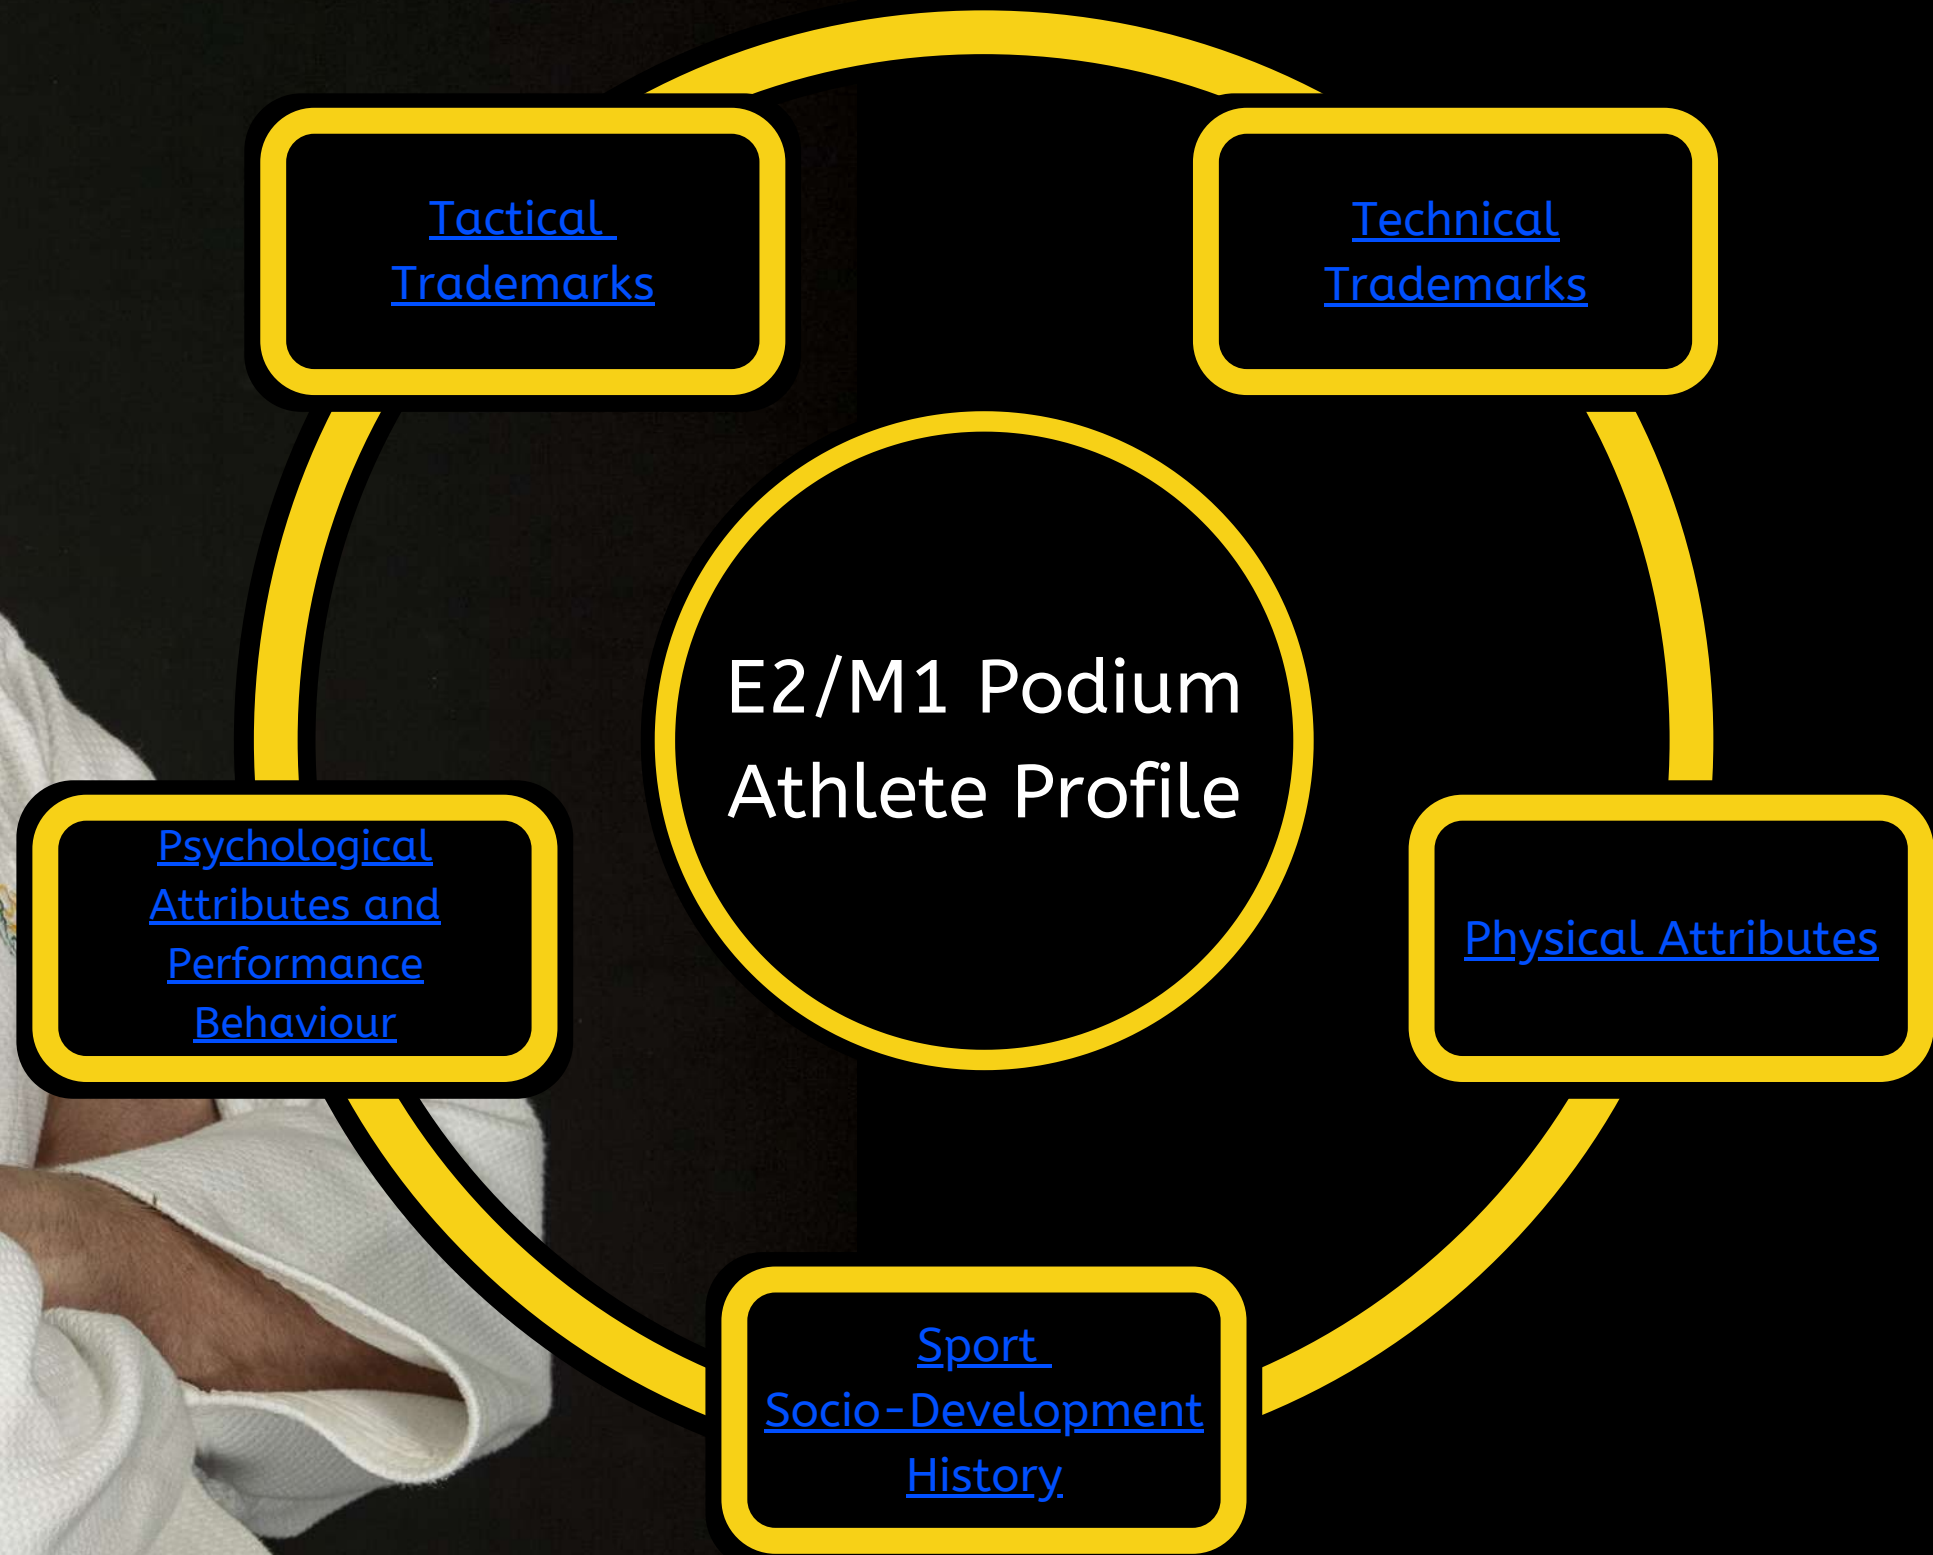 Tactical
Trademarks
Technical
Trademarks
E2/M1 Podium
Athlete Profile
Psychological
Attributes and
Performance
Behaviour
Physical Attributes
Sport
Socio-Development
History